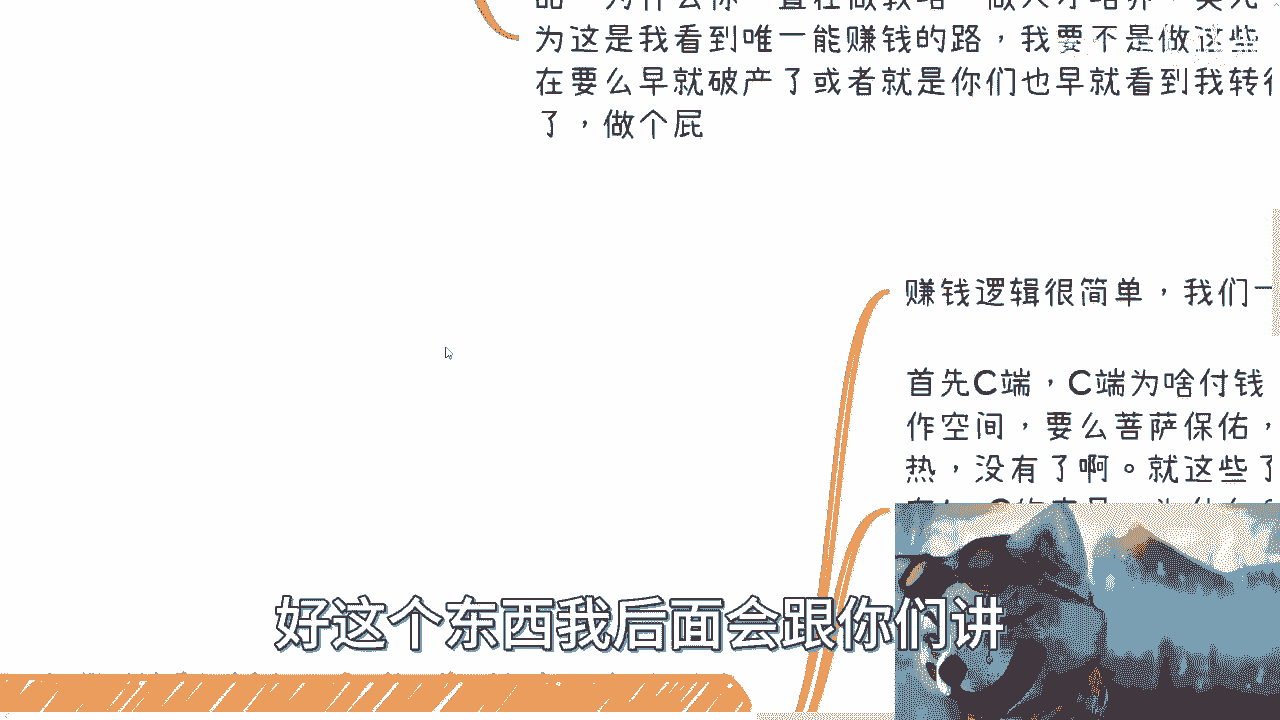 为这是我看到唯一能赚钱的路，我要不是做这些
在要么早就破产了或者就是你们也早就看到我转行
了，做个屁
赚钱逻辑很简单，我们一
首先C端，C端为啥付钱
作空间，要么菩萨保佑，
热，没有了啊。就这些了
好这个东西我后面会跟你们讲